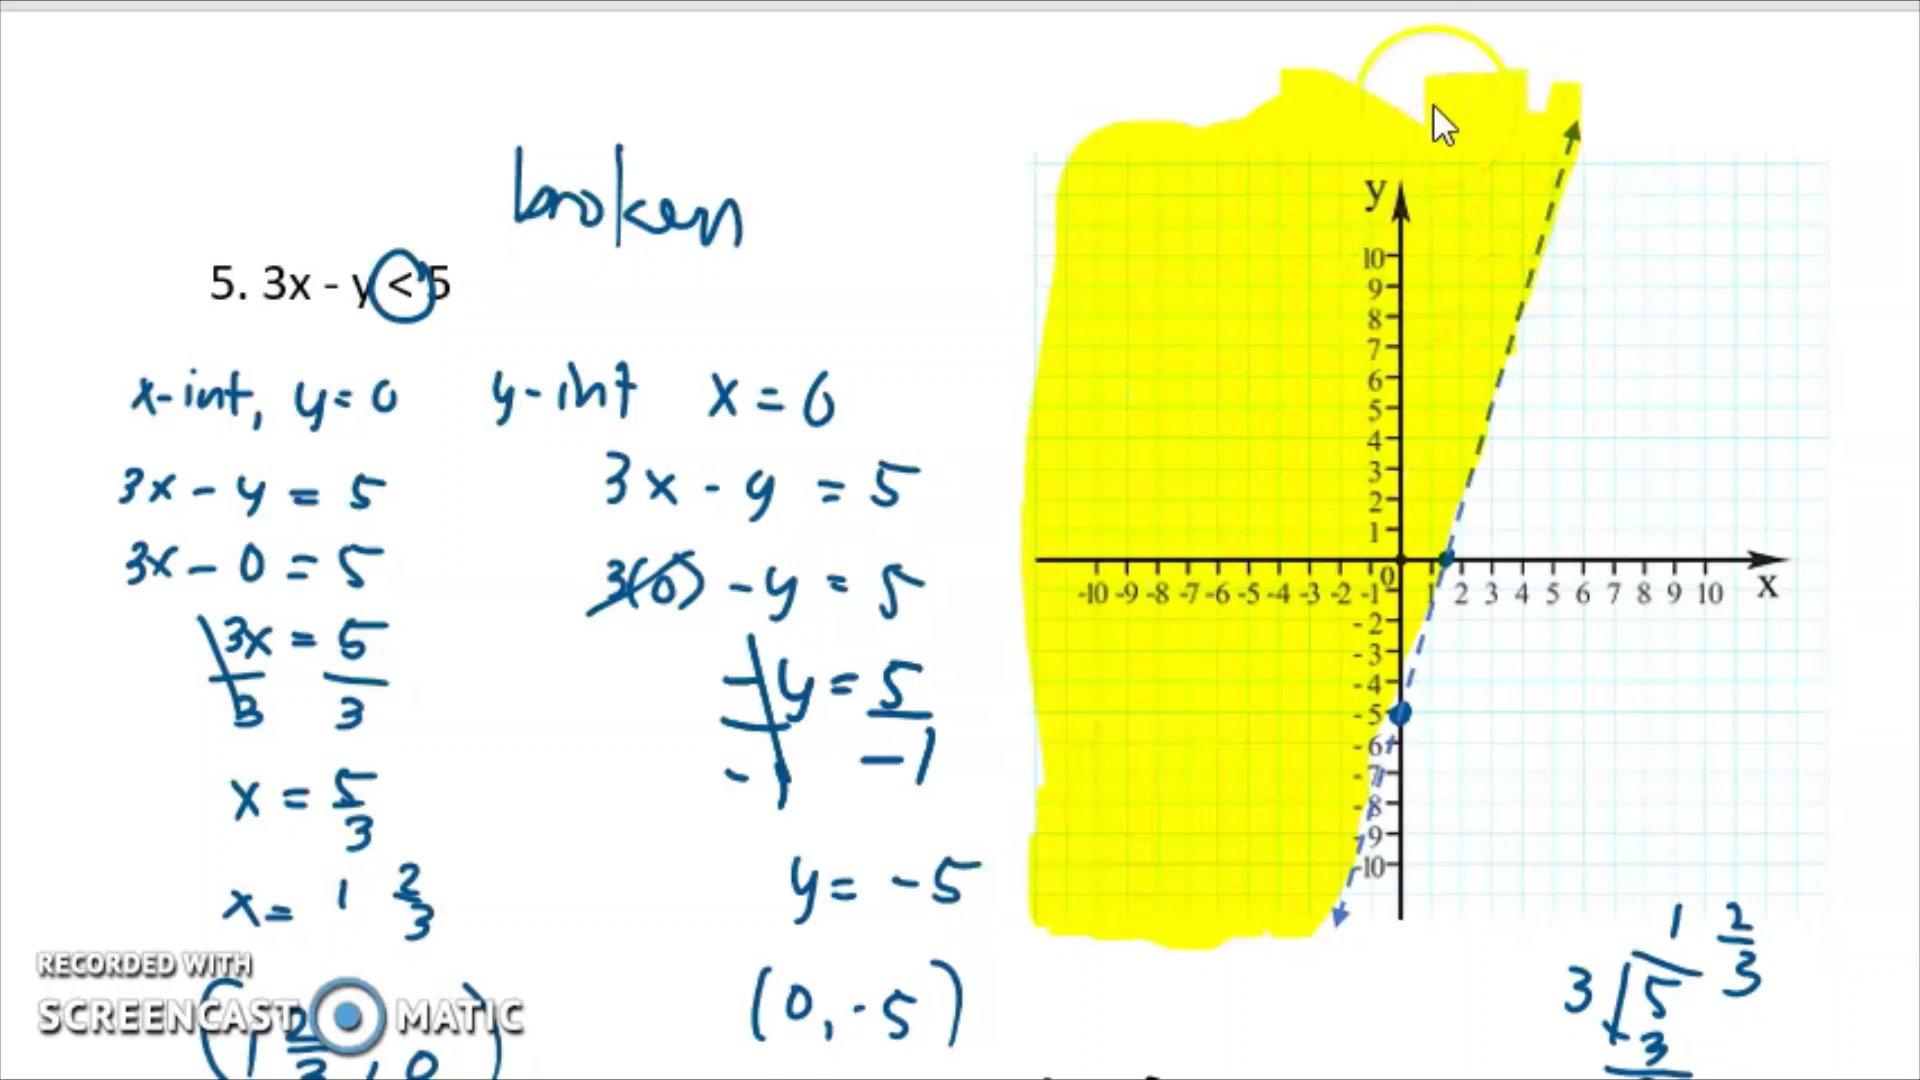 broken
5. 3x - y < 5
x-int, y=0
3x - y = 5
3x - 0 = 5
3x = 5
3 3
x = 5
3
x = 1 2
3
(1 2/3, 0)
y-int x = 0
3x - y = 5
3(0) - y = 5
-y = 5
-1 -1
y = -5
(0, -5)
y
10
9
8
7
6
5
4
3
2
1
-10 -9 -8 -7 -6 -5 -4 -3 -2 -1 0 1 2 3 4 5 6 7 8 9 10 x
-2
-3
-4
-5
-6
-7
-8
-9
-10
1 2
3
3 5
3
RECORDED WITH
SCREENCAST MATIC